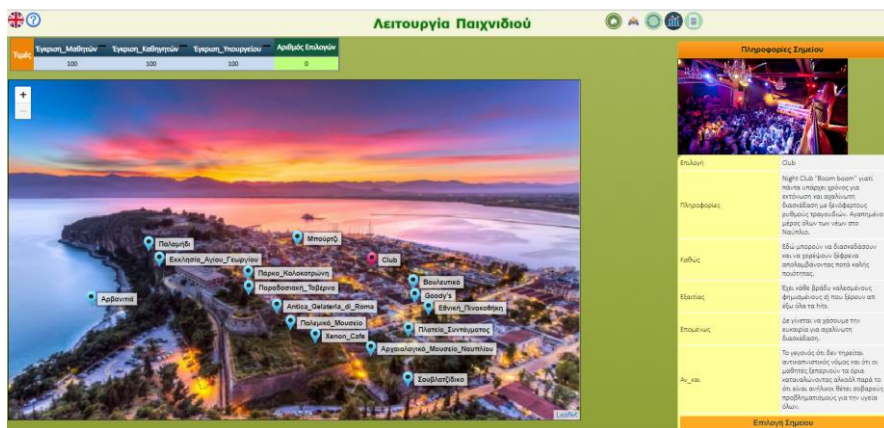 Λειτουργία Παιχνιδιού
Τιμές
Έγκριση_Μαθητών Έγκριση_Καθηγητών Έγκριση_Υπουργείου Αριθμός Επιλογών
100 100 100 0
+
−
Παλαμήδι
Εκκλησία_Αγίου_Γεωργίου
Μπούρτζι
Club
Πάρκο_Κολοκοτρώνη
Παραδοσιακή_Ταβέρνα
Βουλευτικό
Goody's
Αρβανιτιά
Antica_Gelateria_di_Roma
Εθνική_Πινακοθήκη
Πολεμικό_Μουσείο
Πλατεία_Συντάγματος
Xenon_Cafe
Αρχαιολογικό_Μουσείο_Ναυπλίου
Σουβλατζίδικο
Leaflet
Πληροφορίες Σημείου
Επιλογή Club
Πληροφορίες
Night Club "Boom boom" γιατί
πάντα υπάρχει χρόνος για
εκτόνωση και αχαλίνωτη
διασκέδαση με ξενόφερτους
ρυθμούς τραγουδιών. Αγαπημένο
μέρος όλων των νέων στο
Ναύπλιο.
Καθώς
Εδώ μπορούν να διασκεδάσουν
και να χορέψουν ξέφρενα
απολαμβάνοντας ποτά καλής
ποιότητας.
Εξαιτίας
Έχει κάθε βράδυ καλεσμένους
φημισμένους dj που ξέρουν απ
έξω όλα τα hits.
Επομένως
Δε γίνεται να χάσουμε την
ευκαιρία για αχαλίνωτη
διασκέδαση.
Αν_και
Το γεγονός ότι δεν τηρείται
αντικαπνιστικός νόμος και ότι οι
μαθητές ξεπερνούν τα όρια
καταναλώνοντας αλκοόλ παρά το
ότι είναι ανήλικοι θέτει σοβαρούς
προβληματισμούς για την υγεία
όλων.
Επιλογή Σημείου